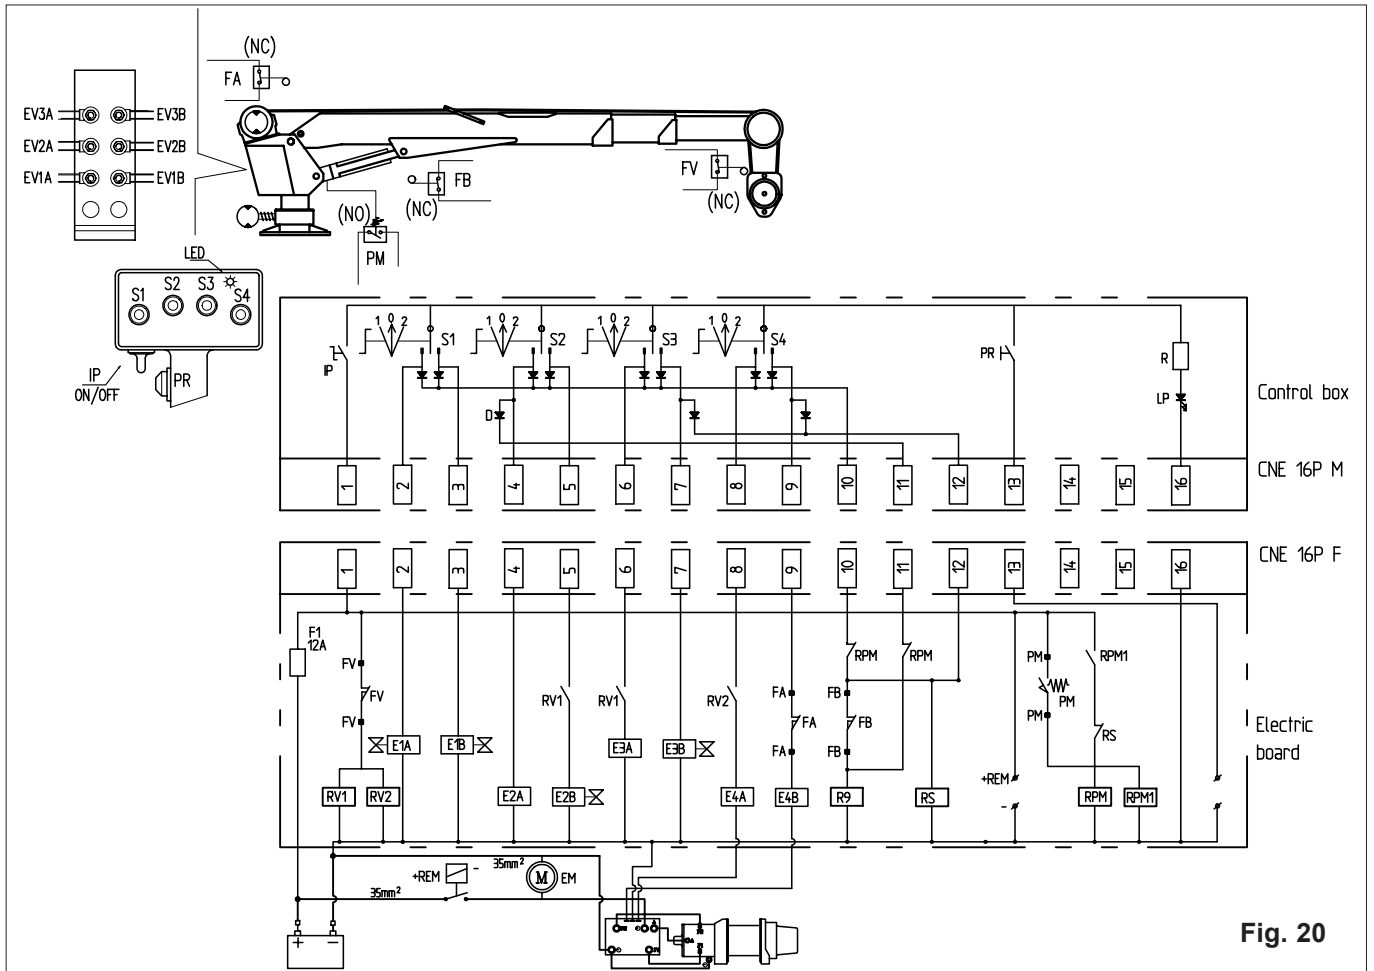 (NC)
FA
EV3A EV3B
EV2A EV2B
EV1A EV1B
FV
(NC)
FB
(NC)
(NO)
PM
LED
S1 S2 S3 S4
IP
ON/OFF
PR
1 0 2 S1
1 0 2 S2
1 0 2 S3
1 0 2 S4
IP
PR
R
LP
D
Control box
1 2 3 4 5 6 7 8 9 10 11 12 13 14 15 16
CNE 16P M
1 2 3 4 5 6 7 8 9 10 11 12 13 14 15 16
CNE 16P F
F1
12A
FV
FV
FV
RPM RPM
RV1 RV1 RV2
FA
FA
FA
FB
FB
FB
PM
PM
PM
RPM1
RS
Electric
board
E1A E1B E3A E3B
RV1 RV2 E2A E2B E4A E4B R9 RS
+REM
-
RPM RPM1
35mm²
+REM -
M EM
35mm²
+ -
Fig. 20